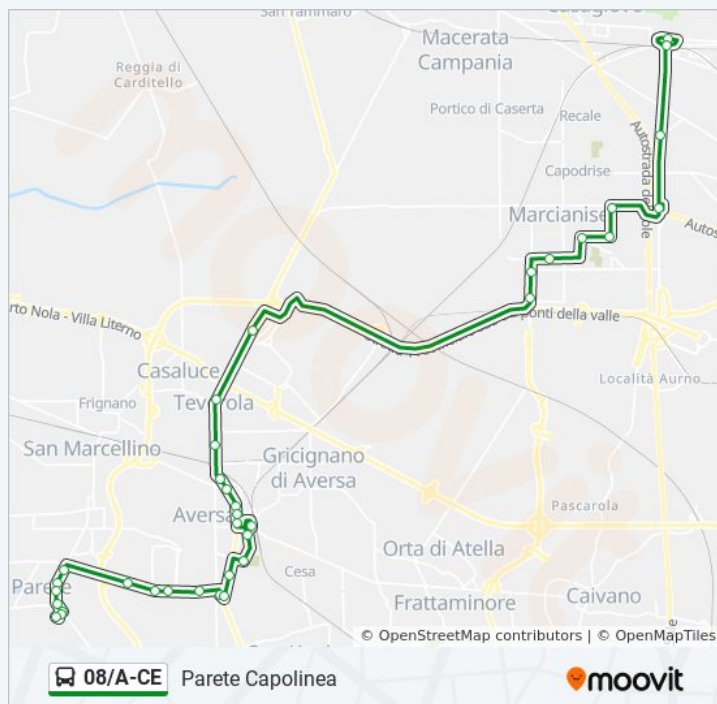 San Tammaro
Casagiove
Macerata
Campania
Reggia di
Carditello
Portico di Caserta
Recale
Autostrada del Sole
Capodrise
Marcianise
Autos
orto Nola - Villa Literno
ponti della valle
Casaluce
Località Aurno
Frignano
Teverola
San Marcellino
Gricignano
di Aversa
Pascarola
Aversa
Orta di Atella
Cesa
Parete
Frattaminore
Caivano
© OpenStreetMap contributors | © OpenMapTiles
08/A-CE
Parete Capolinea
moovit